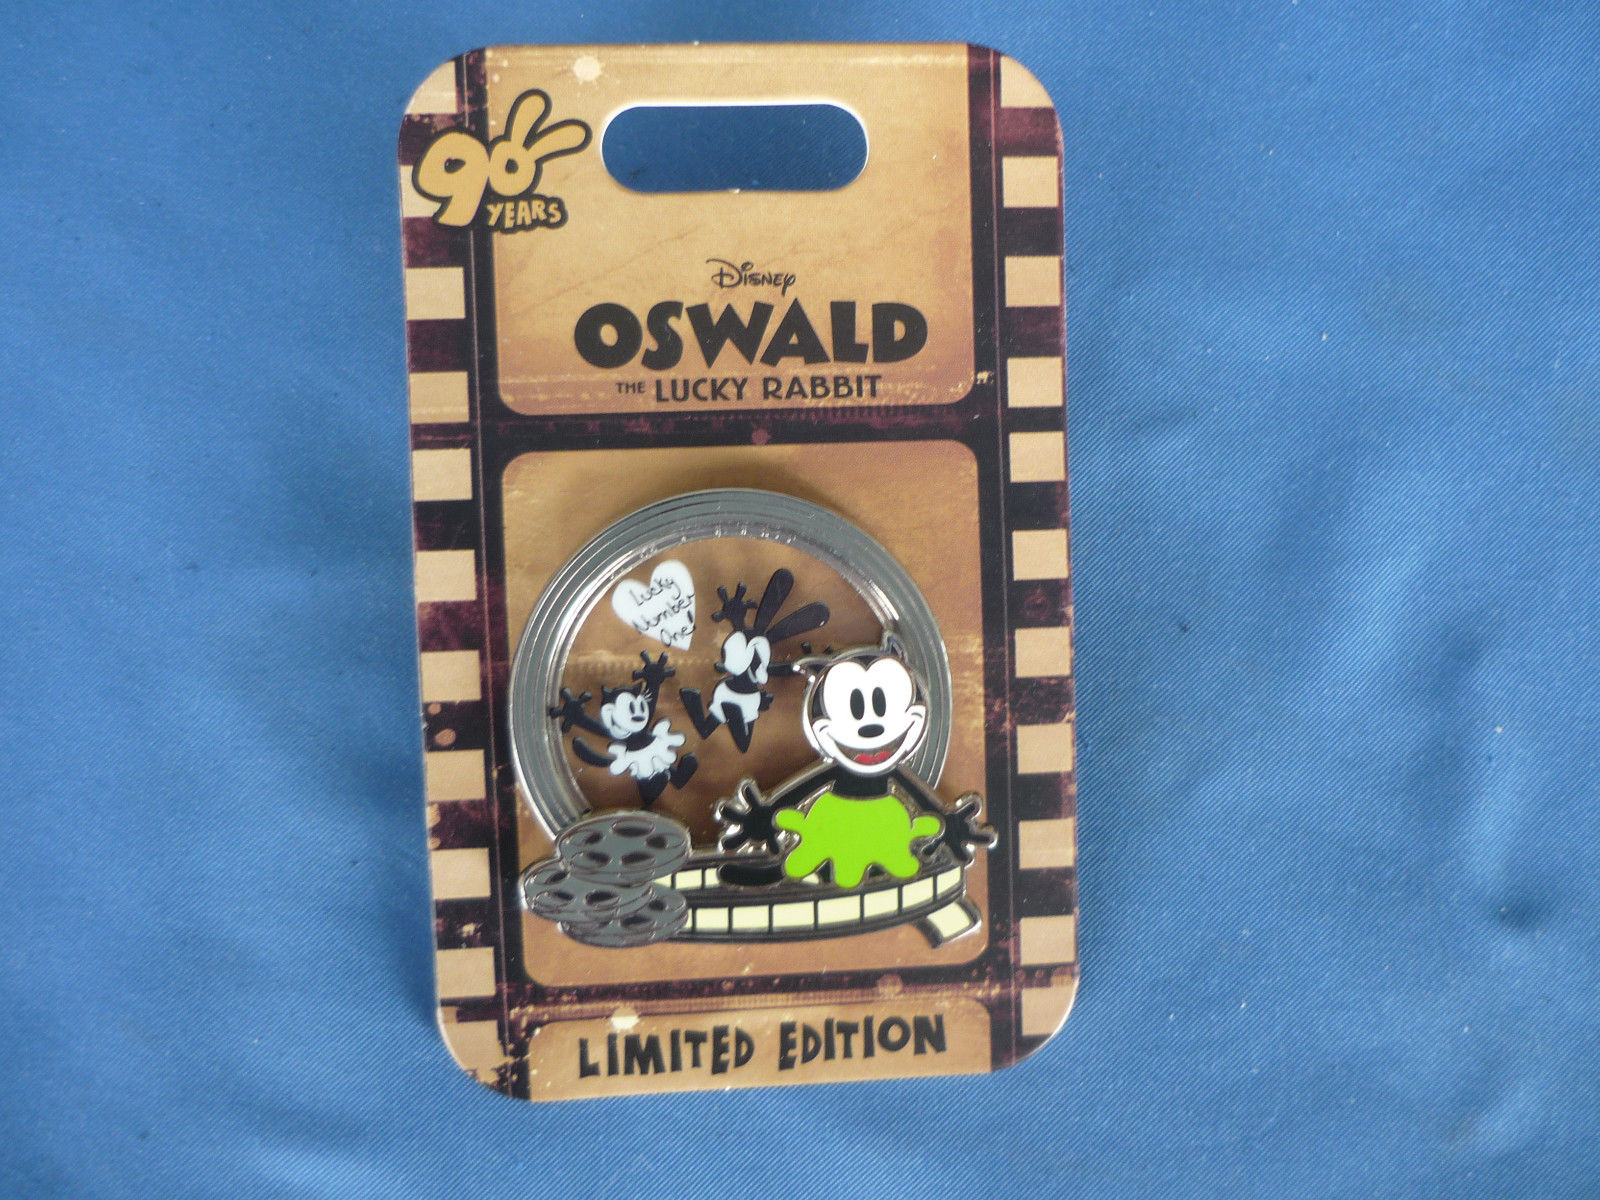 90
YEARS
Disney
OSWALD
THE LUCKY RABBIT
Lucky
Number
One!
LIMITED EDITION